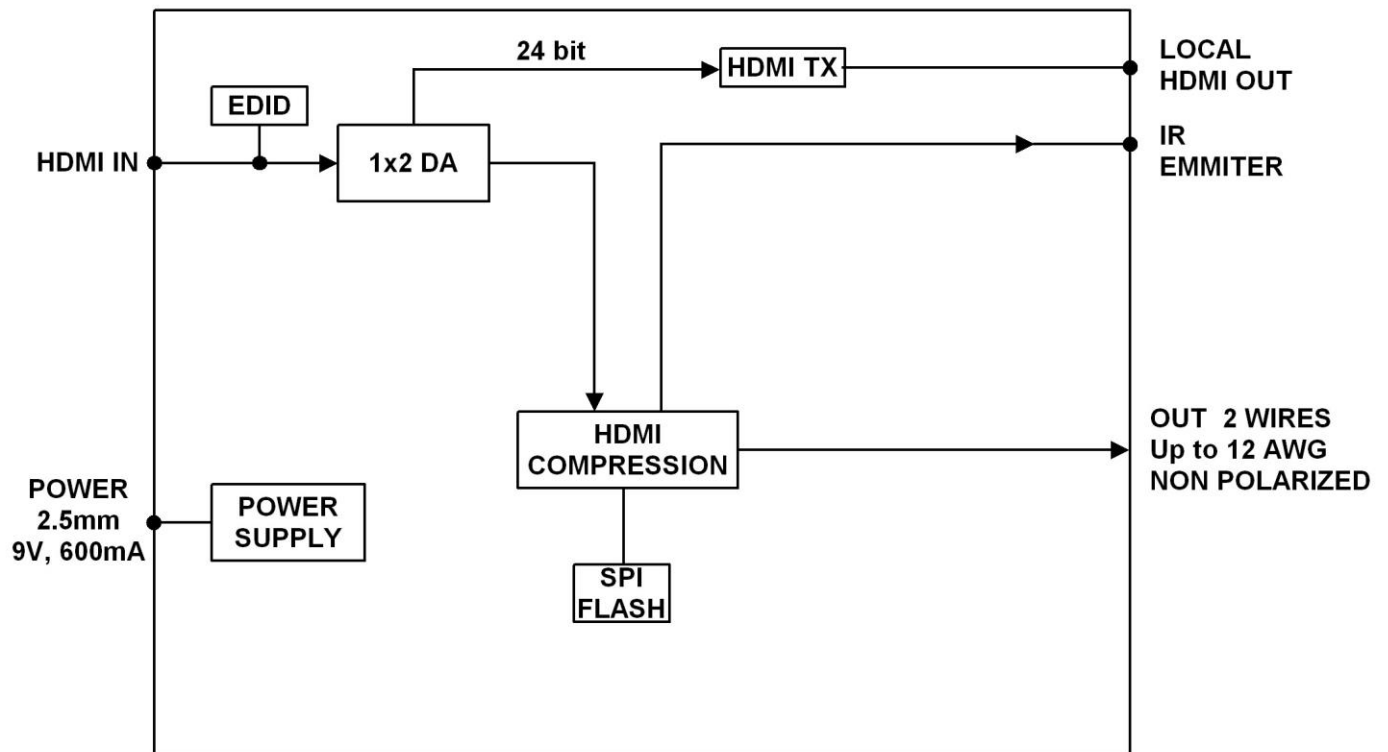 24 bit
HDMI TX
LOCAL
HDMI OUT
EDID
HDMI IN
1x2 DA
IR
EMMITER
HDMI
COMPRESSION
OUT 2 WIRES
Up to 12 AWG
NON POLARIZED
POWER
2.5mm
9V, 600mA
POWER
SUPPLY
SPI
FLASH